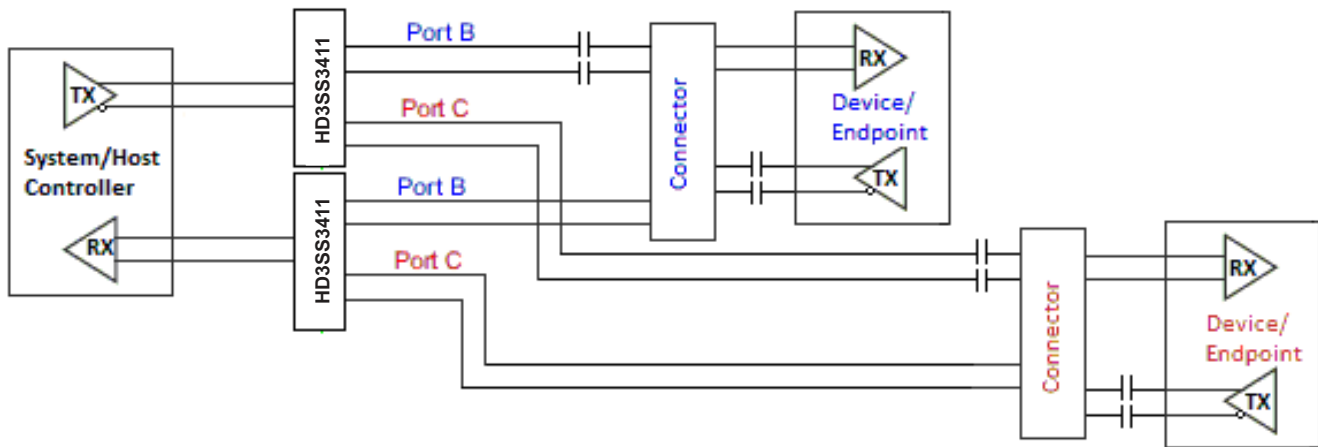 TX
System/Host
Controller
RX
HD3SS3411
HD3SS3411
Port B
Port C
Port B
Port C
Connector
RX
Device/
Endpoint
TX
Connector
RX
Device/
Endpoint
TX